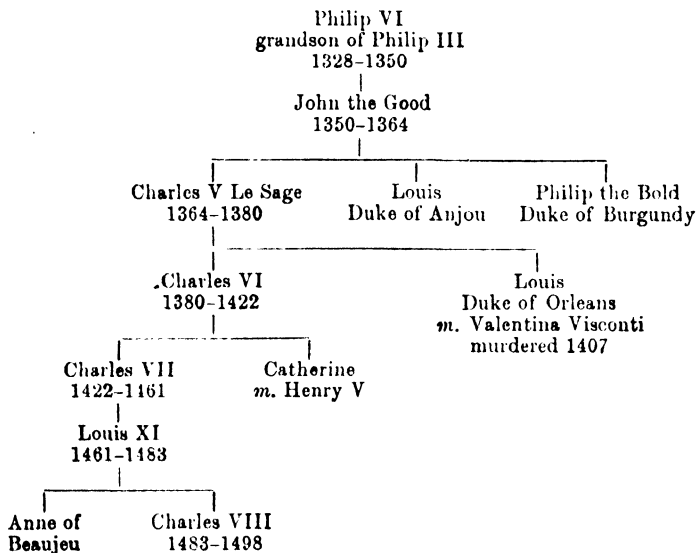 Philip VI
grandson of Philip III
1328-1350
John the Good
1350-1364
Charles V Le Sage
1364-1380
Louis
Duke of Anjou
Philip the Bold
Duke of Burgundy
Charles VI
1380-1422
Louis
Duke of Orleans
m. Valentina Visconti
murdered 1407
Charles VII
1422-1461
Catherine
m. Henry V
Louis XI
1461-1483
Anne of
Beaujeu
Charles VIII
1483-1498